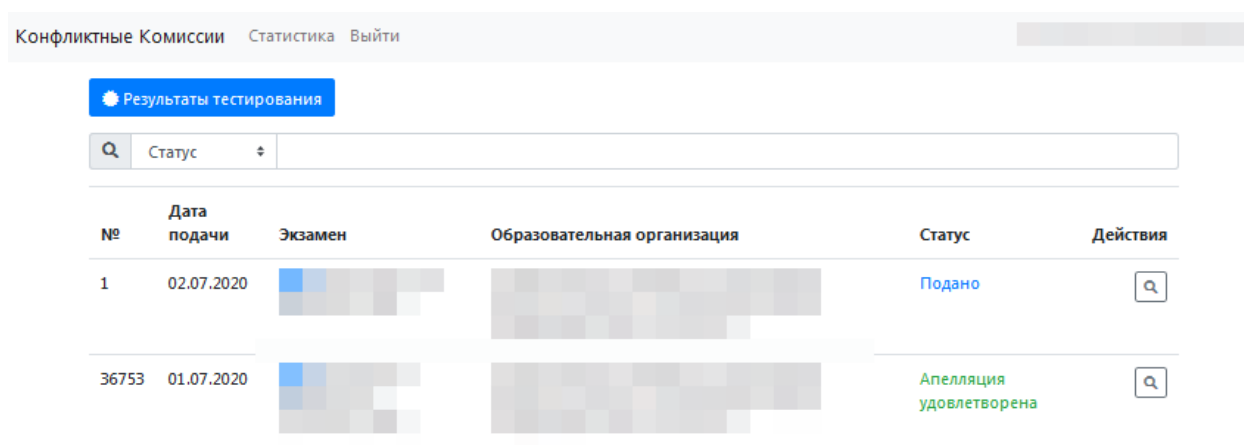 Конфликтные Комиссии Статистика Выйти
Результаты тестирования
Статус
№ Дата подачи Экзамен Образовательная организация Статус Действия
1 02.07.2020 Подано
36753 01.07.2020 Апелляция
удовлетворена